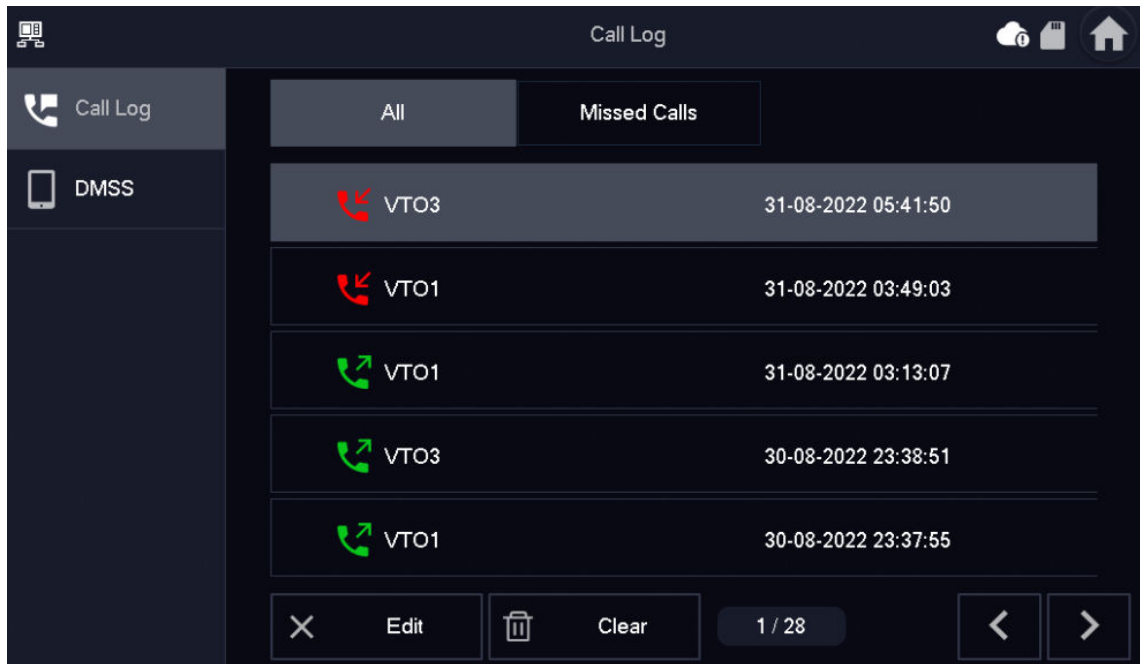 Call Log
Call Log
DMSS
All Missed Calls
VTO3 31-08-2022 05:41:50
VTO1 31-08-2022 03:49:03
VTO1 31-08-2022 03:13:07
VTO3 30-08-2022 23:38:51
VTO1 30-08-2022 23:37:55
Edit Clear 1 / 28